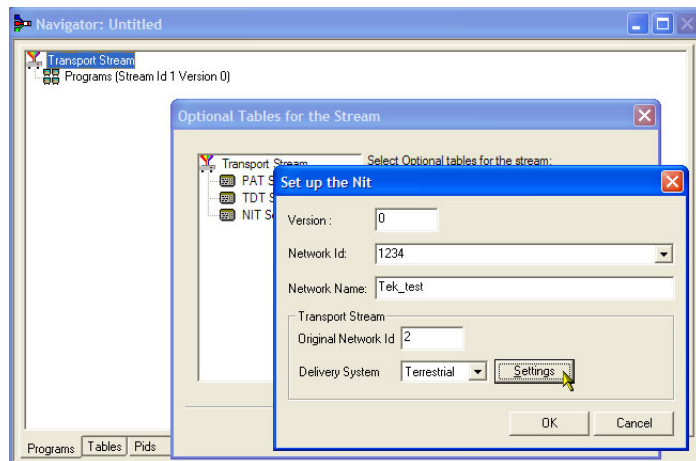 Navigator: Untitled
Transport Stream
Programs (Stream Id 1 Version 0)
Optional Tables for the Stream
Transport Stream
Select Optional tables for the stream:
PAT S
TDT S
NIT Se
Set up the Nit
Version :
0
Network Id:
1234
Network Name:
Tek_test
Transport Stream
Original Network Id
2
Delivery System
Terrestrial
Settings
OK
Cancel
Programs
Tables
Pids